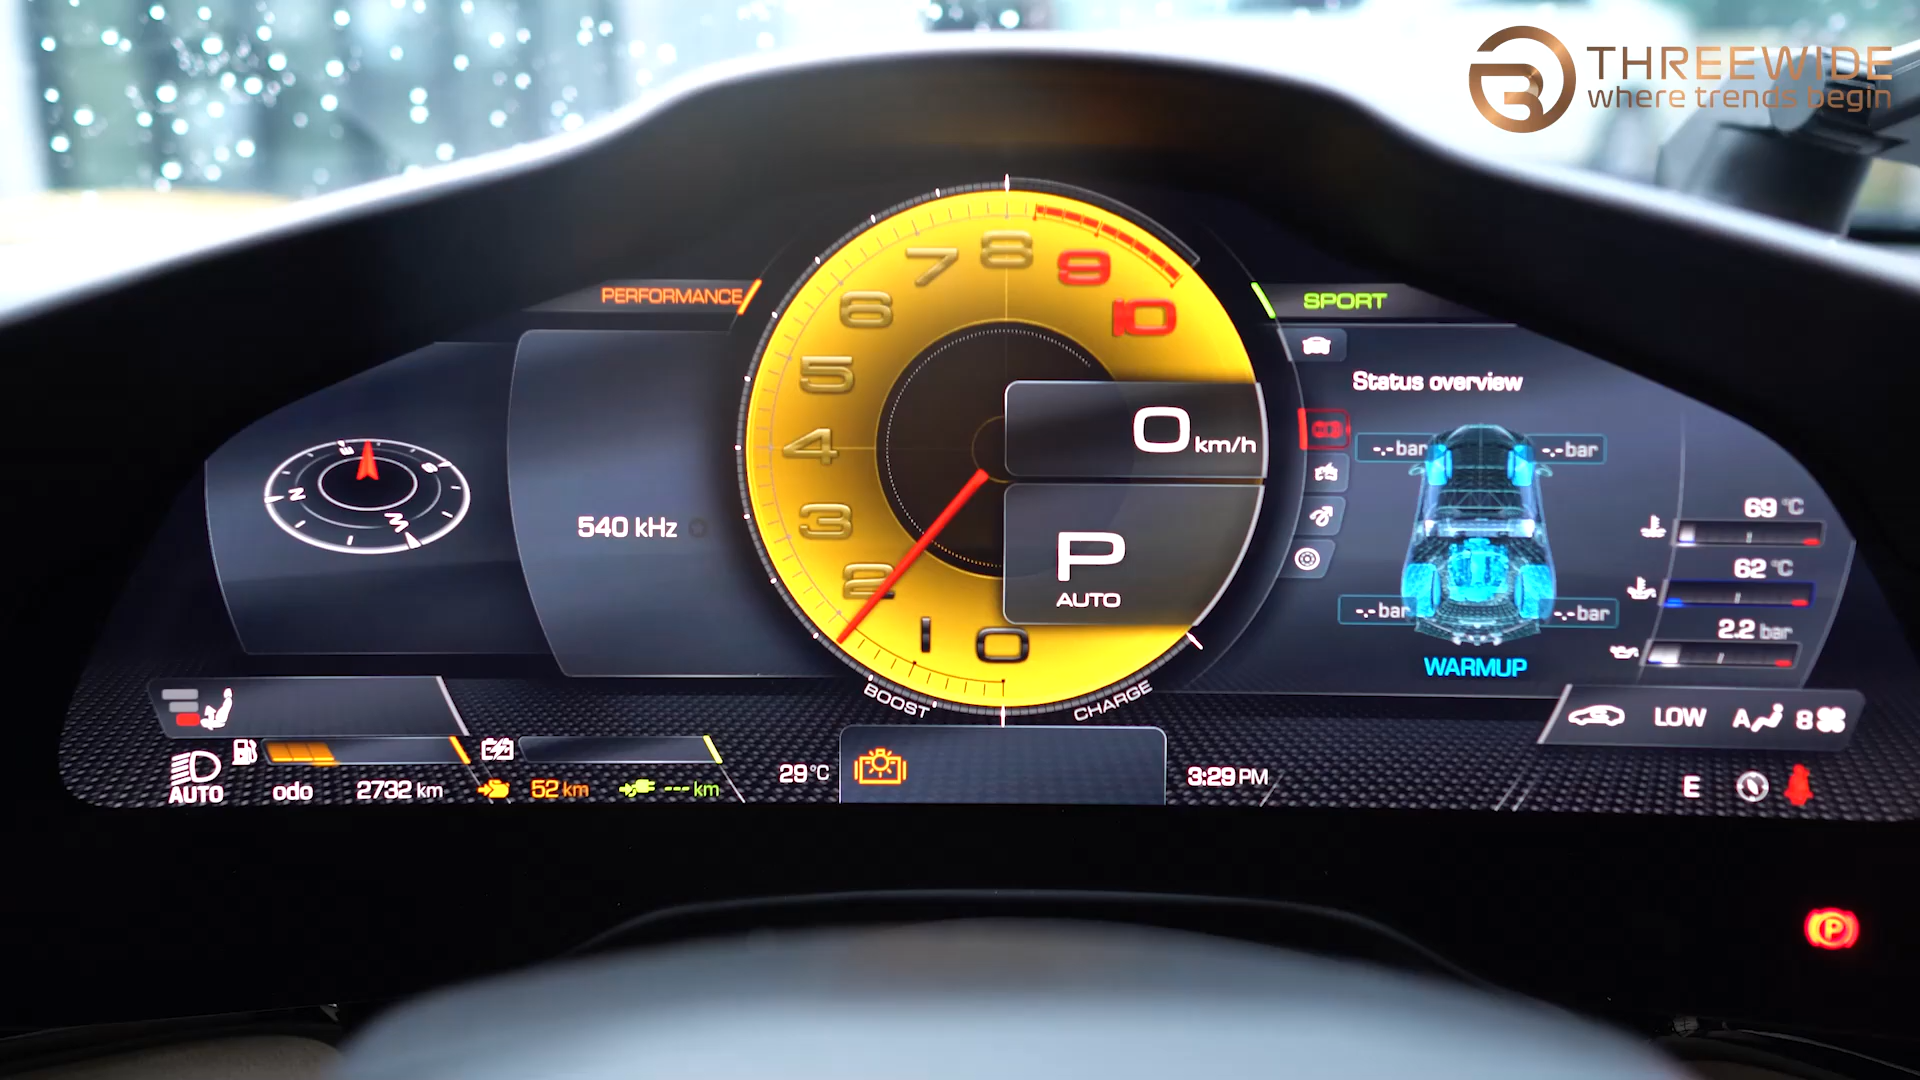 THREEWIDE
where trends begin
PERFORMANCE
SPORT
Status overview
7 8 9 10
6
5
4
3
2
1 0
0 km/h
P
AUTO
BOOST
CHARGE
E
S
N
W
540 kHz
-.-bar
-.-bar
-.-bar
-.-bar
WARMUP
69 °C
62 °C
2.2 bar
LOW A 8
AUTO
odo 2732 km 52 km ---km
29°C
3:29 PM
E
P